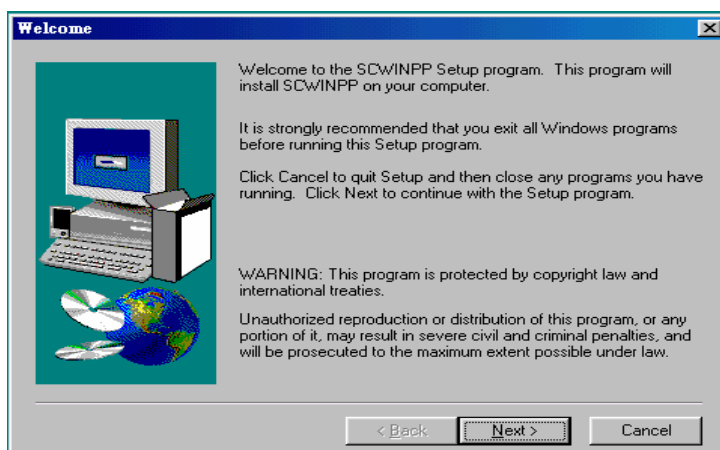 Welcome
Welcome to the SCWINPP Setup program. This program will
install SCWINPP on your computer.
It is strongly recommended that you exit all Windows programs
before running this Setup program.
Click Cancel to quit Setup and then close any programs you have
running. Click Next to continue with the Setup program.
WARNING: This program is protected by copyright law and
international treaties.
Unauthorized reproduction or distribution of this program, or any
portion of it, may result in severe civil and criminal penalties, and
will be prosecuted to the maximum extent possible under law.
< Back
Next >
Cancel